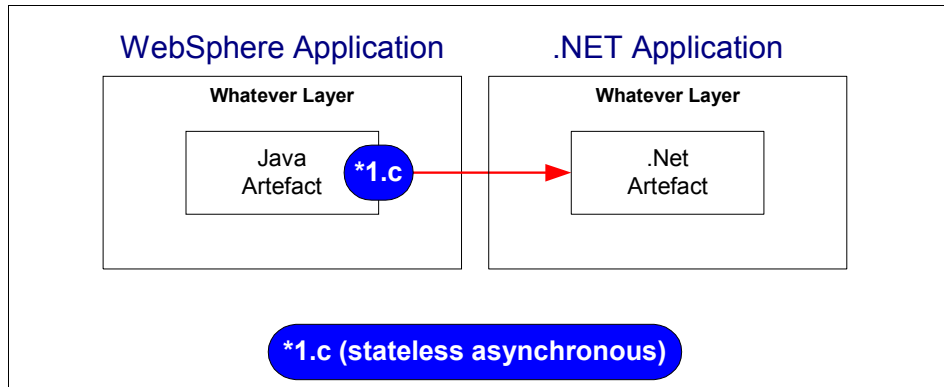 WebSphere Application
.NET Application
Whatever Layer
Whatever Layer
Java
Artefact
*1.c
.Net
Artefact
*1.c (stateless asynchronous)